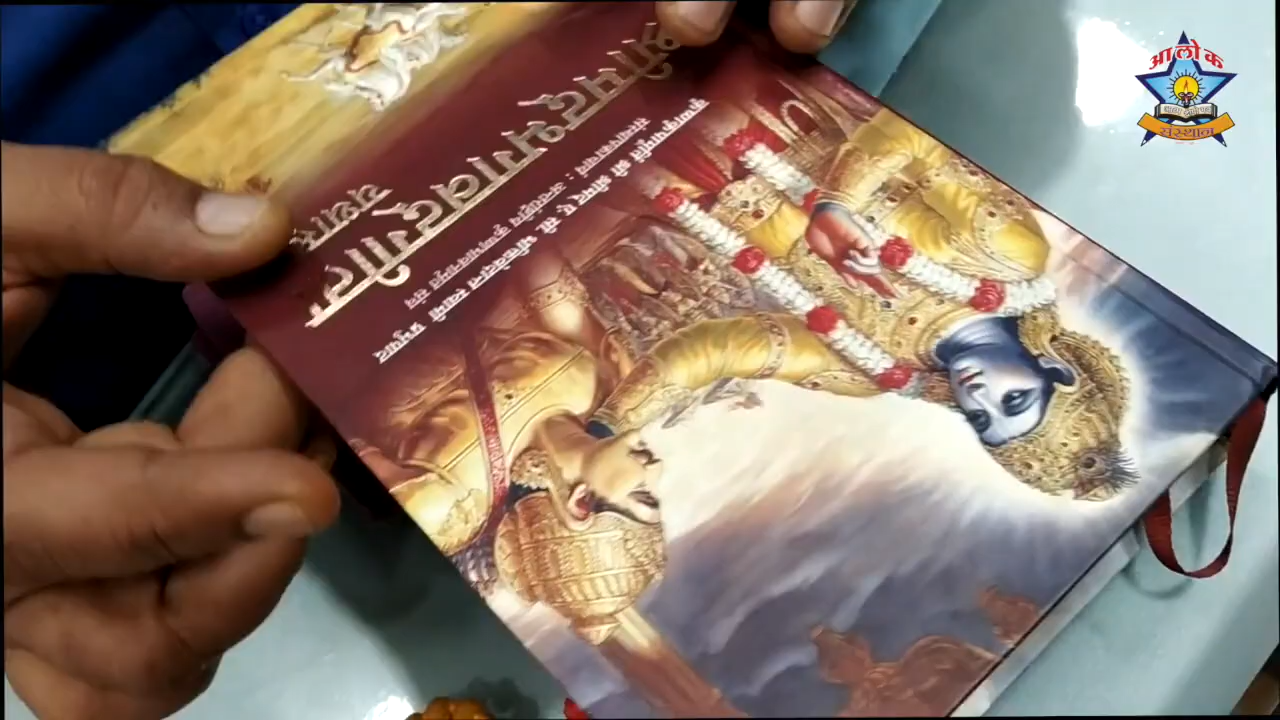 श्रीमद्भगवद्गीता
यथारूप
कृष्णकृपामूर्ति श्री श्रीमद् ए. सी. भक्तिवेदान्त स्वामी प्रभुपाद
संस्थापकाचार्य : अन्तर्राष्ट्रीय कृष्णभावनामृत संघ
आलोक
संस्थान